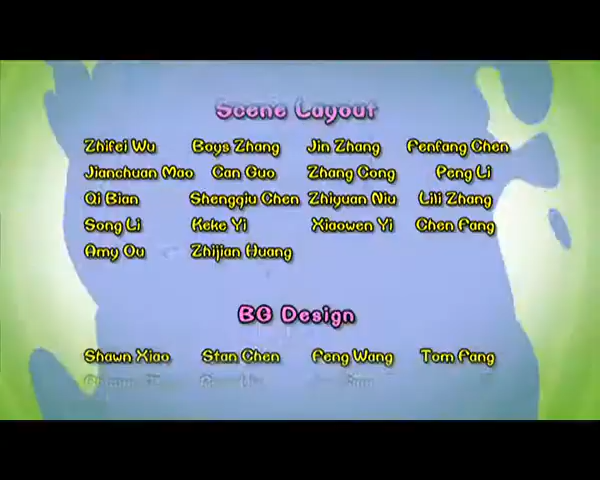 Scene Layout
Zhifei Wu Boys Zhang Jin Zhang Fenfang Chen
Jianchuan Mao Can Guo Zhang Cong Peng Li
Qi Bian Shengqiu Chen Zhiyuan Niu Lili Zhang
Song Li Keke Yi Xiaowen Yi Chen Fang
Amy Ou Zhijian Huang
BG Design
Shawn Xiao Stan Chen Feng Wang Tom Fang